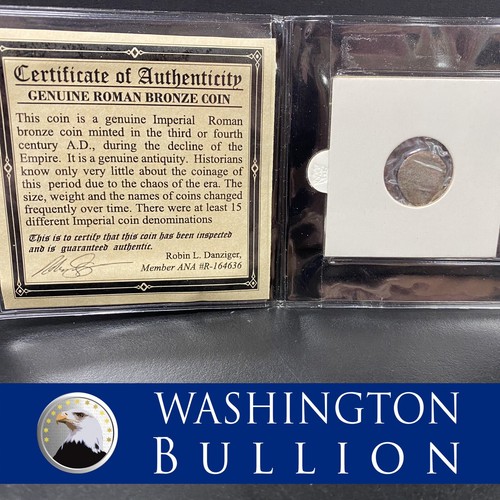 Certificate of Authenticity
GENUINE ROMAN BRONZE COIN
This coin is a genuine Imperial Roman
bronze coin minted in the third or fourth
century A.D., during the decline of the
Empire. It is a genuine antiquity. Historians
know only very little about the coinage of
this period due to the chaos of the era. The
size, weight and the names of coins changed
frequently over time. There were at least 15
different Imperial coin denominations
This is to certify that this coin has been inspected
and is guaranteed authentic.
Robin L. Danziger,
Member ANA #R-164636
WASHINGTON
BULLION